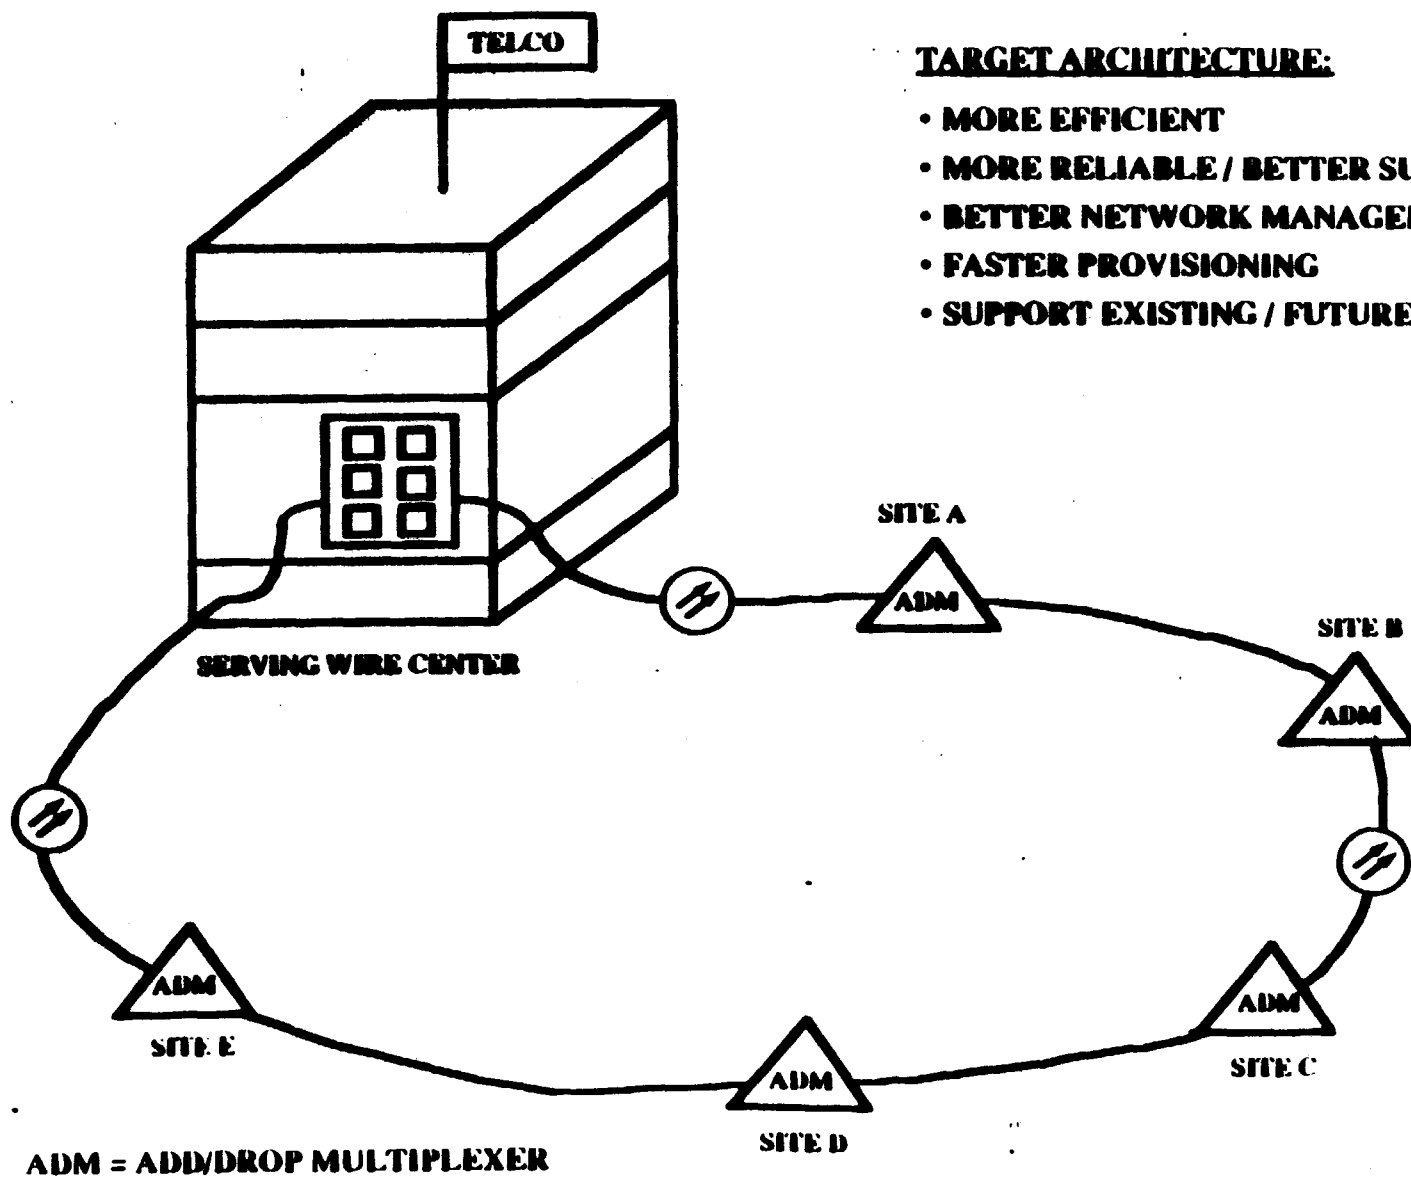 TELCO
TARGET ARCHITECTURE:
• MORE EFFICIENT
• MORE RELIABLE / BETTER
• BETTER NETWORK
• FASTER PROVISIONING
• SUPPORT EXISTING / FUTURE
SITE A
ADM
SITE B
ADM
SERVING WIRE CENTER
ADM
SITE E
ADM
SITE C
ADM
SITE D
ADM = ADD/DROP MULTIPLEXER